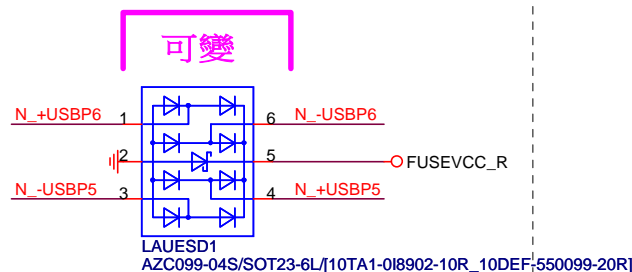 可變
N_+USBP6 1 6 N_-USBP6
2 5 FUSEVCC_R
N_-USBP5 3 4 N_+USBP5
LAUESD1
AZC099-04S/SOT23-6L/[10TA1-0I8902-10R_10DEF-550099-20R]